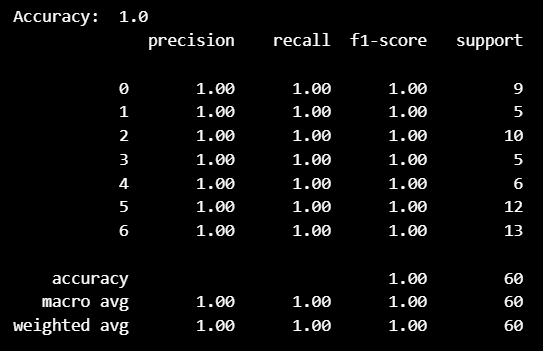 Accuracy:  1.0
              precision    recall  f1-score   support

           0       1.00      1.00      1.00         9
           1       1.00      1.00      1.00         5
           2       1.00      1.00      1.00        10
           3       1.00      1.00      1.00         5
           4       1.00      1.00      1.00         6
           5       1.00      1.00      1.00        12
           6       1.00      1.00      1.00        13

    accuracy                           1.00        60
   macro avg       1.00      1.00      1.00        60
weighted avg       1.00      1.00      1.00        60